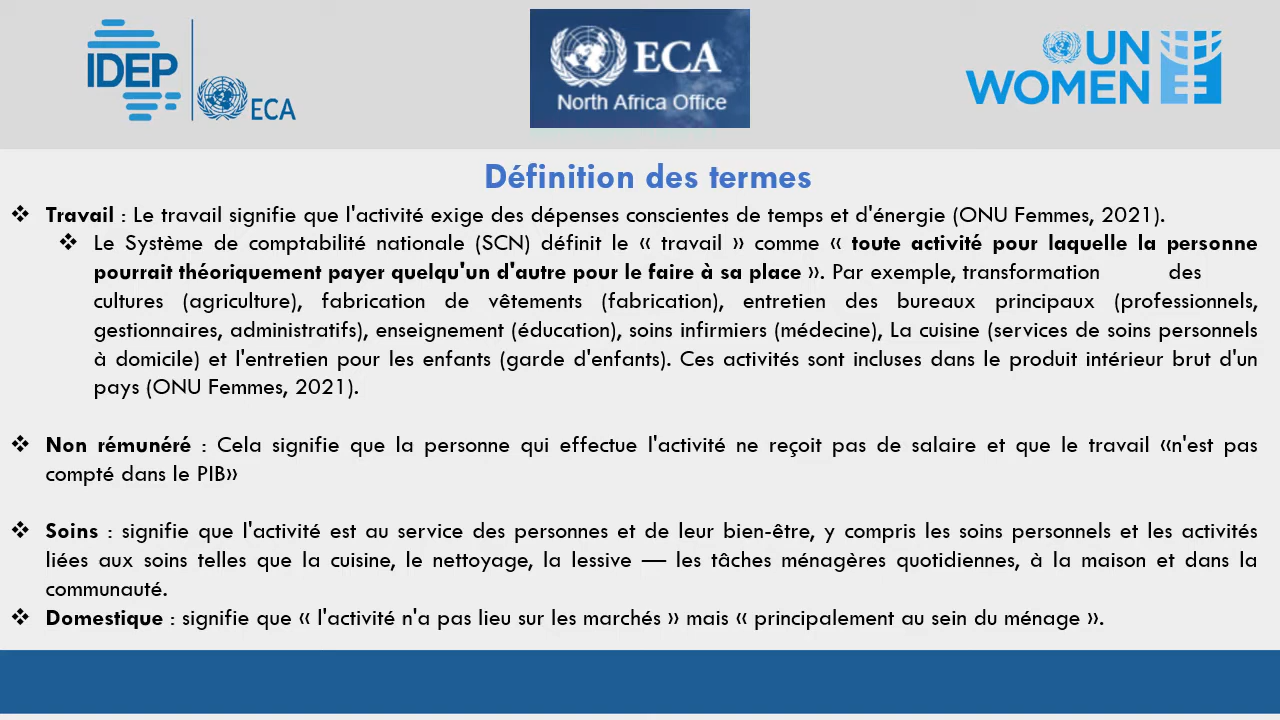 IDEP
ECA
ECA
North Africa Office
UN
WOMEN
Définition des termes
❖ Travail : Le travail signifie que l'activité exige des dépenses conscientes de temps et d'énergie (ONU Femmes, 2021).
❖ Le Système de comptabilité nationale (SCN) définit le « travail » comme « toute activité pour laquelle la personne
pourrait théoriquement payer quelqu'un d'autre pour le faire à sa place ». Par exemple, transformation des
cultures (agriculture), fabrication de vêtements (fabrication), entretien des bureaux principaux (professionnels,
gestionnaires, administratifs), enseignement (éducation), soins infirmiers (médecine), La cuisine (services de soins personnels
à domicile) et l'entretien pour les enfants (garde d'enfants). Ces activités sont incluses dans le produit intérieur brut d'un
pays (ONU Femmes, 2021).
❖ Non rémunéré : Cela signifie que la personne qui effectue l'activité ne reçoit pas de salaire et que le travail «n'est pas
compté dans le PIB»
❖ Soins : signifie que l'activité est au service des personnes et de leur bien-être, y compris les soins personnels et les activités
liées aux soins telles que la cuisine, le nettoyage, la lessive — les tâches ménagères quotidiennes, à la maison et dans la
communauté.
❖ Domestique : signifie que « l'activité n'a pas lieu sur les marchés » mais « principalement au sein du ménage ».